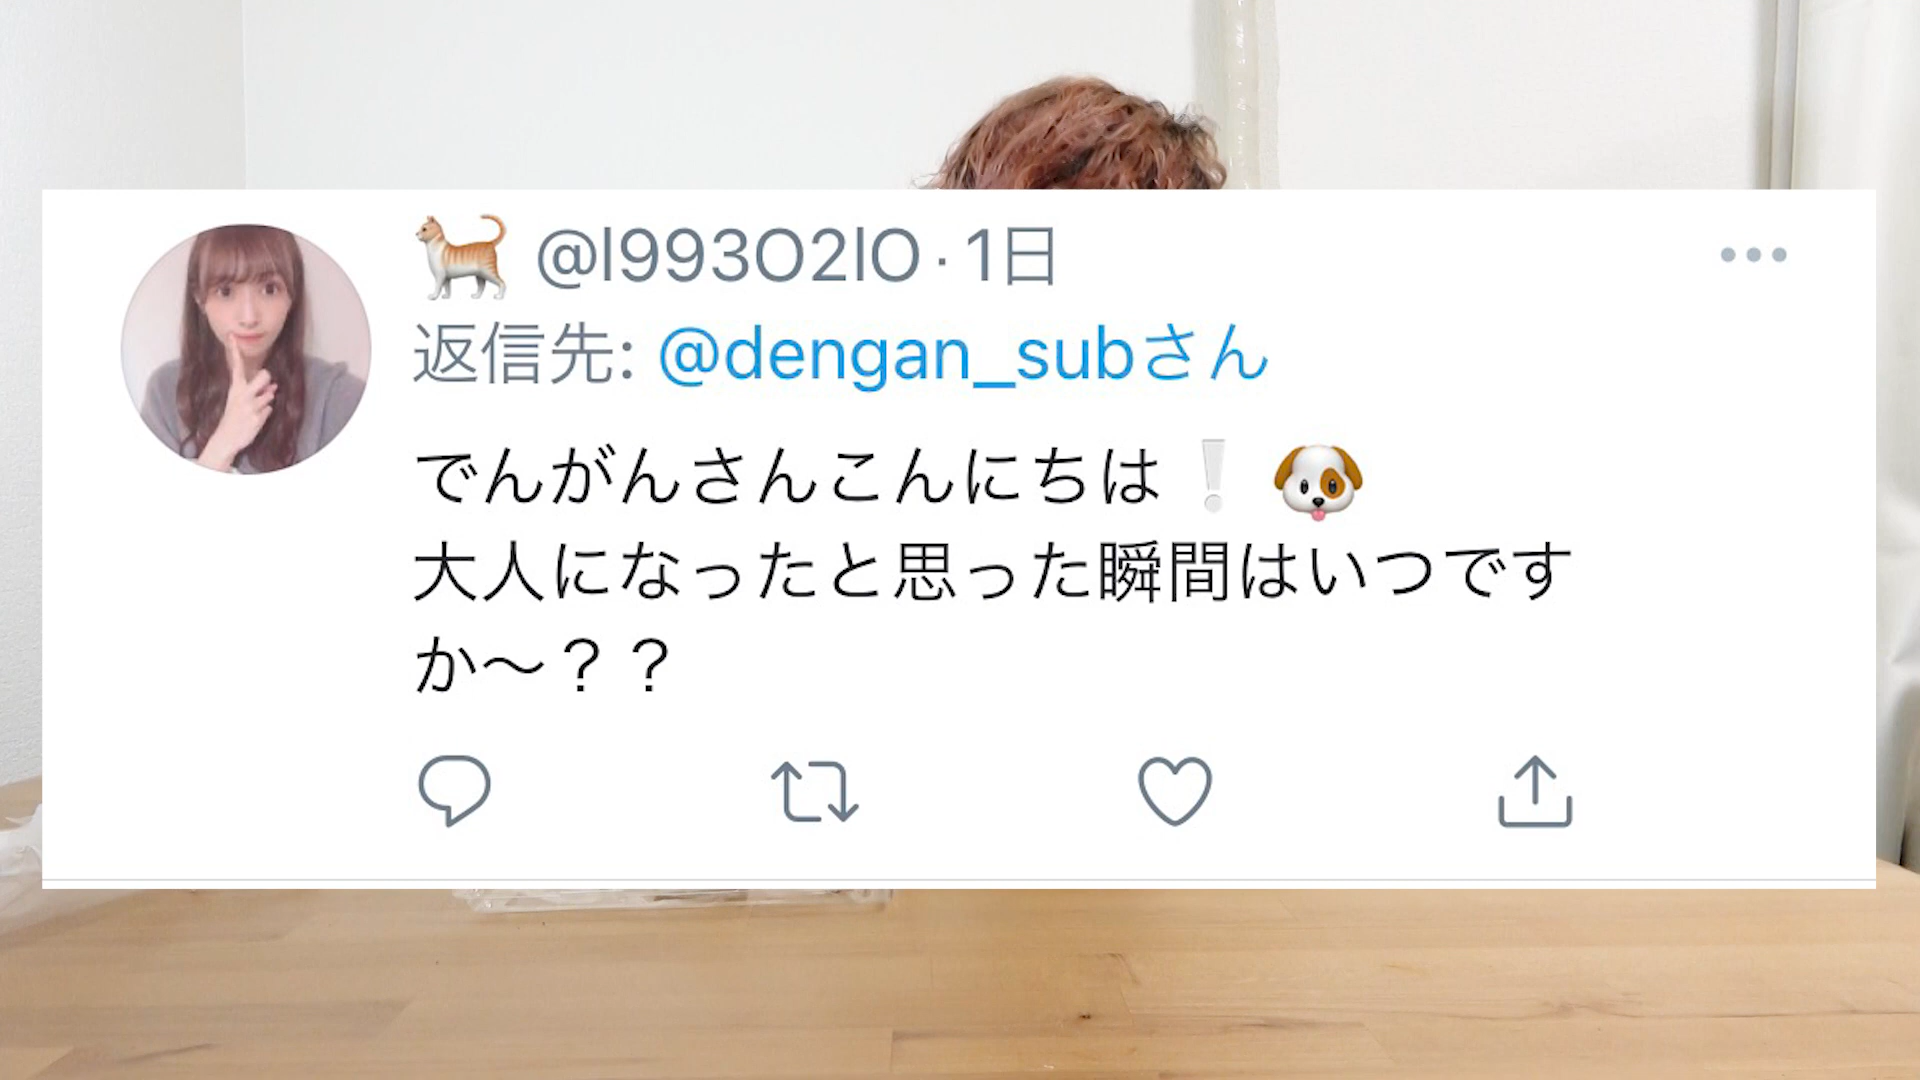 🐈 @l993O2lO · 1日
返信先: @dengan_subさん
でんがんさんこんにちは❕ 🐶
大人になったと思った瞬間はいつです
か〜？？